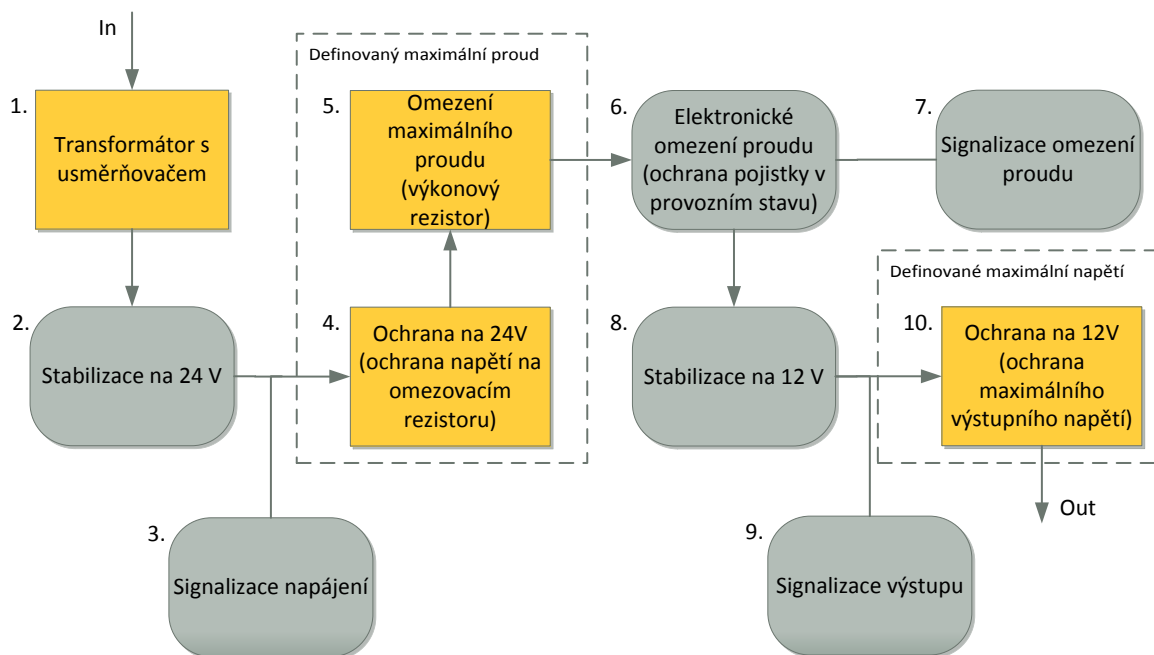 In
1.
Transformátor s
usměrňovačem
2.
Stabilizace na 24 V
3.
Signalizace napájení
Definovaný maximální proud
4.
Ochrana na 24V
(ochrana napětí na
omezovacím
rezistoru)
5.
Omezení
maximálního
proudu
(výkonový
rezistor)
6.
Elektronické
omezení proudu
(ochrana pojistky v
provozním stavu)
7.
Signalizace omezení
proudu
8.
Stabilizace na 12 V
9.
Signalizace výstupu
Definované maximální napětí
10.
Ochrana na 12V
(ochrana
maximálního
výstupního napětí)
Out